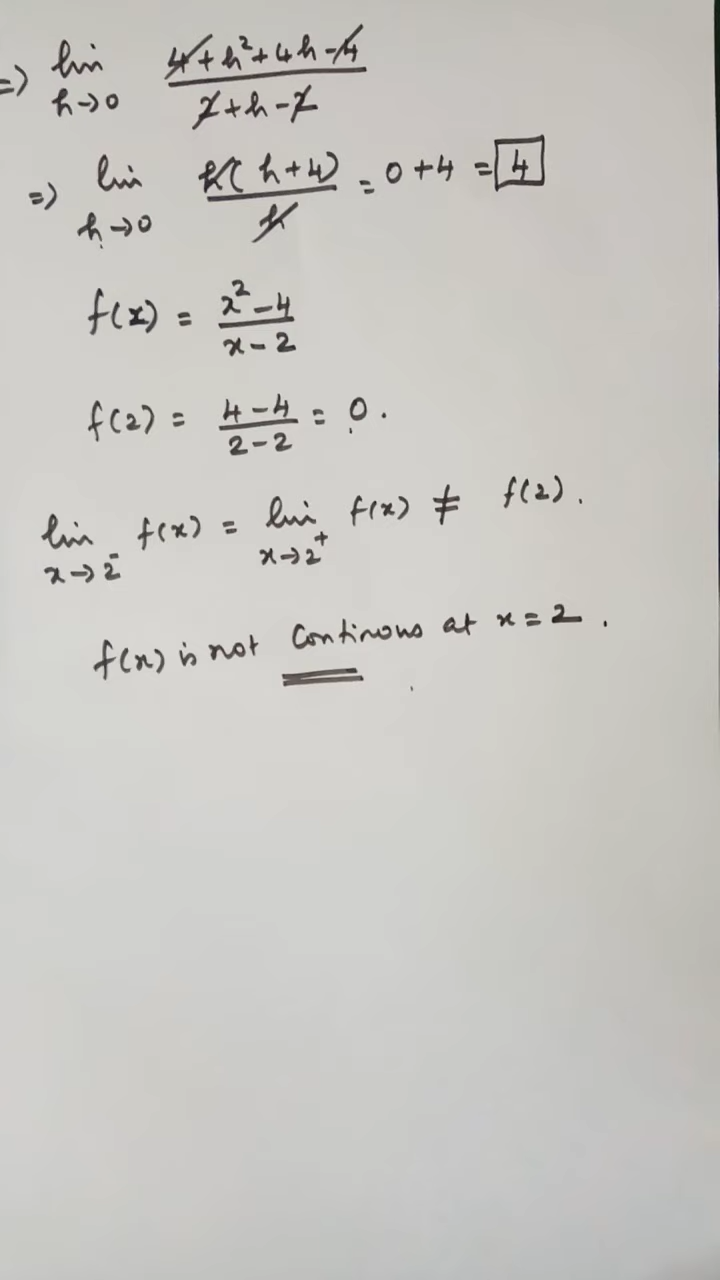 => lim h→0 (4+h²+4h-4)/(2+h-2)
=> lim h→0 h(h+4)/h = 0+4 = 4
f(x) = (x²-4)/(x-2)
f(2) = (4-4)/(2-2) = 0.
lim x→2⁻ f(x) = lim x→2⁺ f(x) ≠ f(2).
f(x) is not continous at x=2.